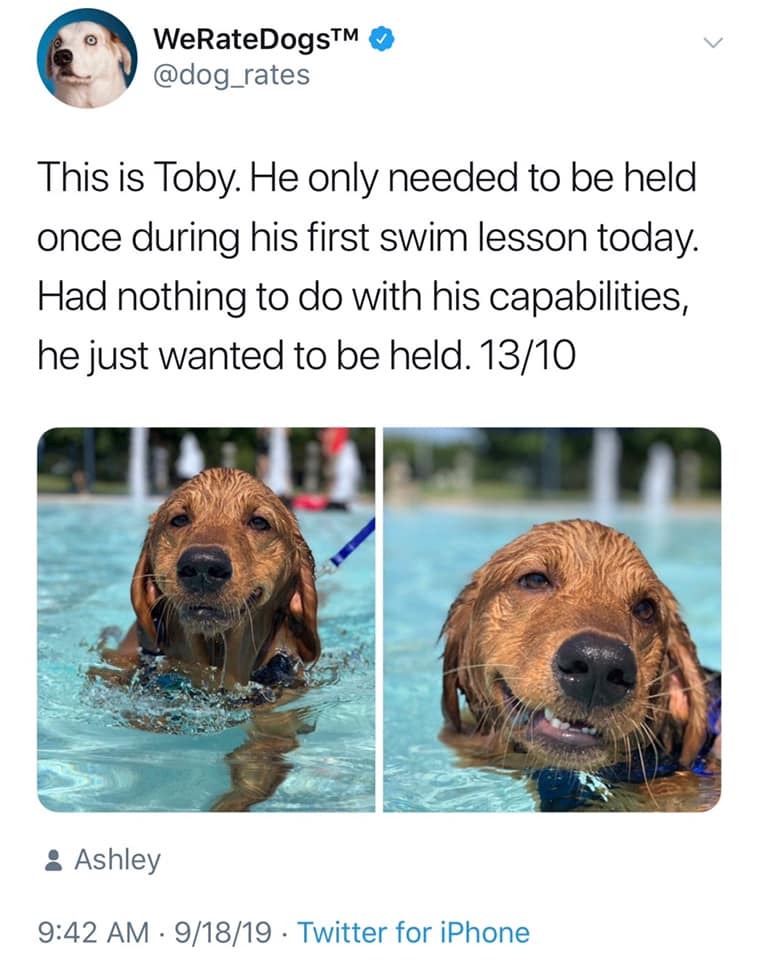 WeRateDogs™
@dog_rates
This is Toby. He only needed to be held
once during his first swim lesson today.
Had nothing to do with his capabilities,
he just wanted to be held. 13/10
Ashley
9:42 AM · 9/18/19 · Twitter for iPhone